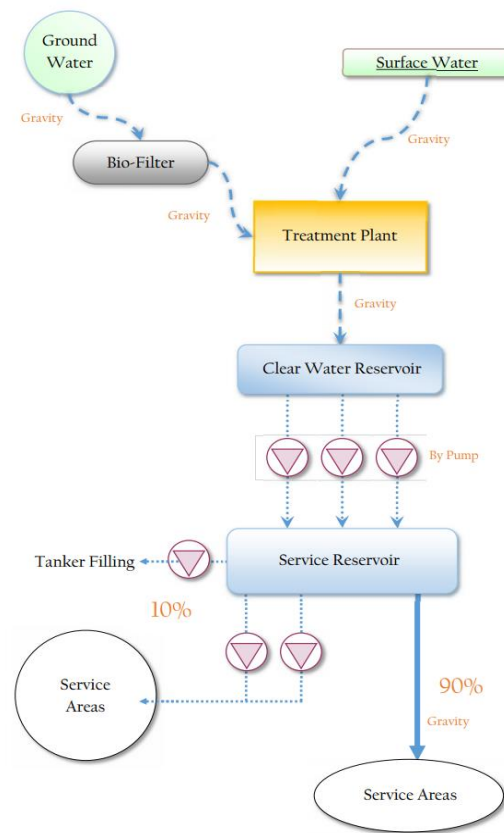 Ground
Water
Surface Water
Gravity
Gravity
Bio-Filter
Gravity
Treatment Plant
Gravity
Clear Water Reservoir
By Pump
Service Reservoir
Tanker Filling
10%
Service
Areas
90%
Gravity
Service Areas